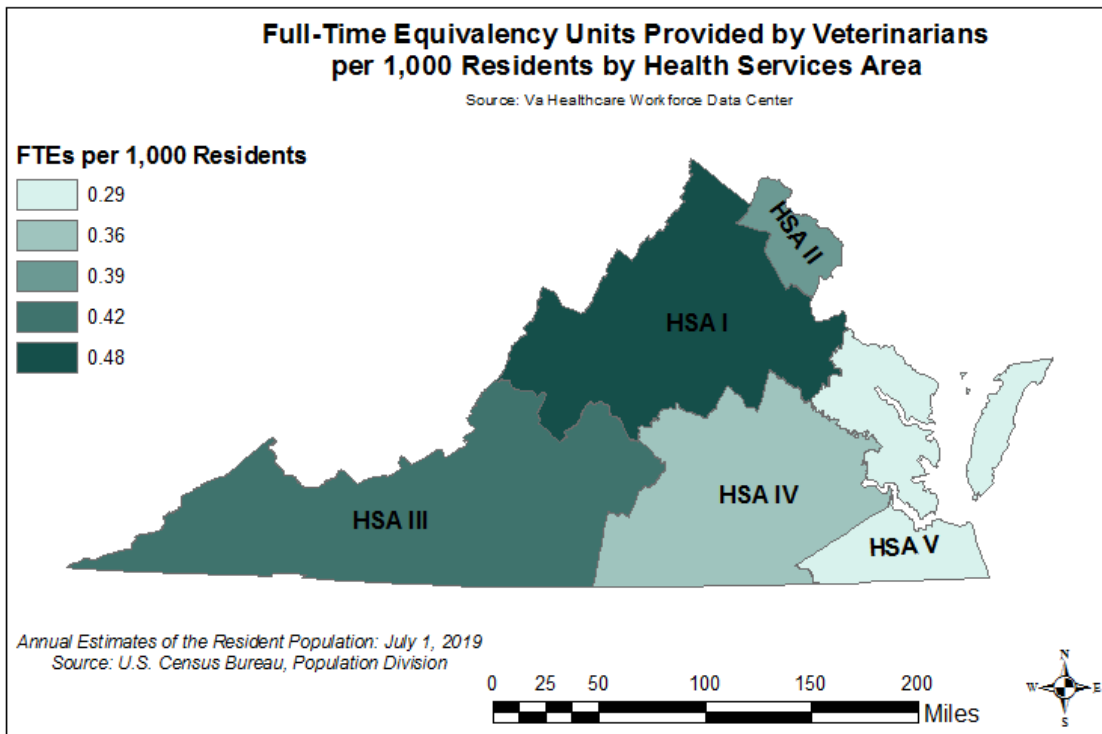 Full-Time Equivalency Units Provided by Veterinarians
per 1,000 Residents by Health Services Area
Source: Va Healthcare Workforce Data Center
FTEs per 1,000 Residents
0.29
0.36
0.39
0.42
0.48
HSA II
HSA I
HSA IV
HSA III
HSA V
Annual Estimates of the Resident Population: July 1, 2019
Source: U.S. Census Bureau, Population Division
0 25 50 100 150 200
Miles
N
W E
S